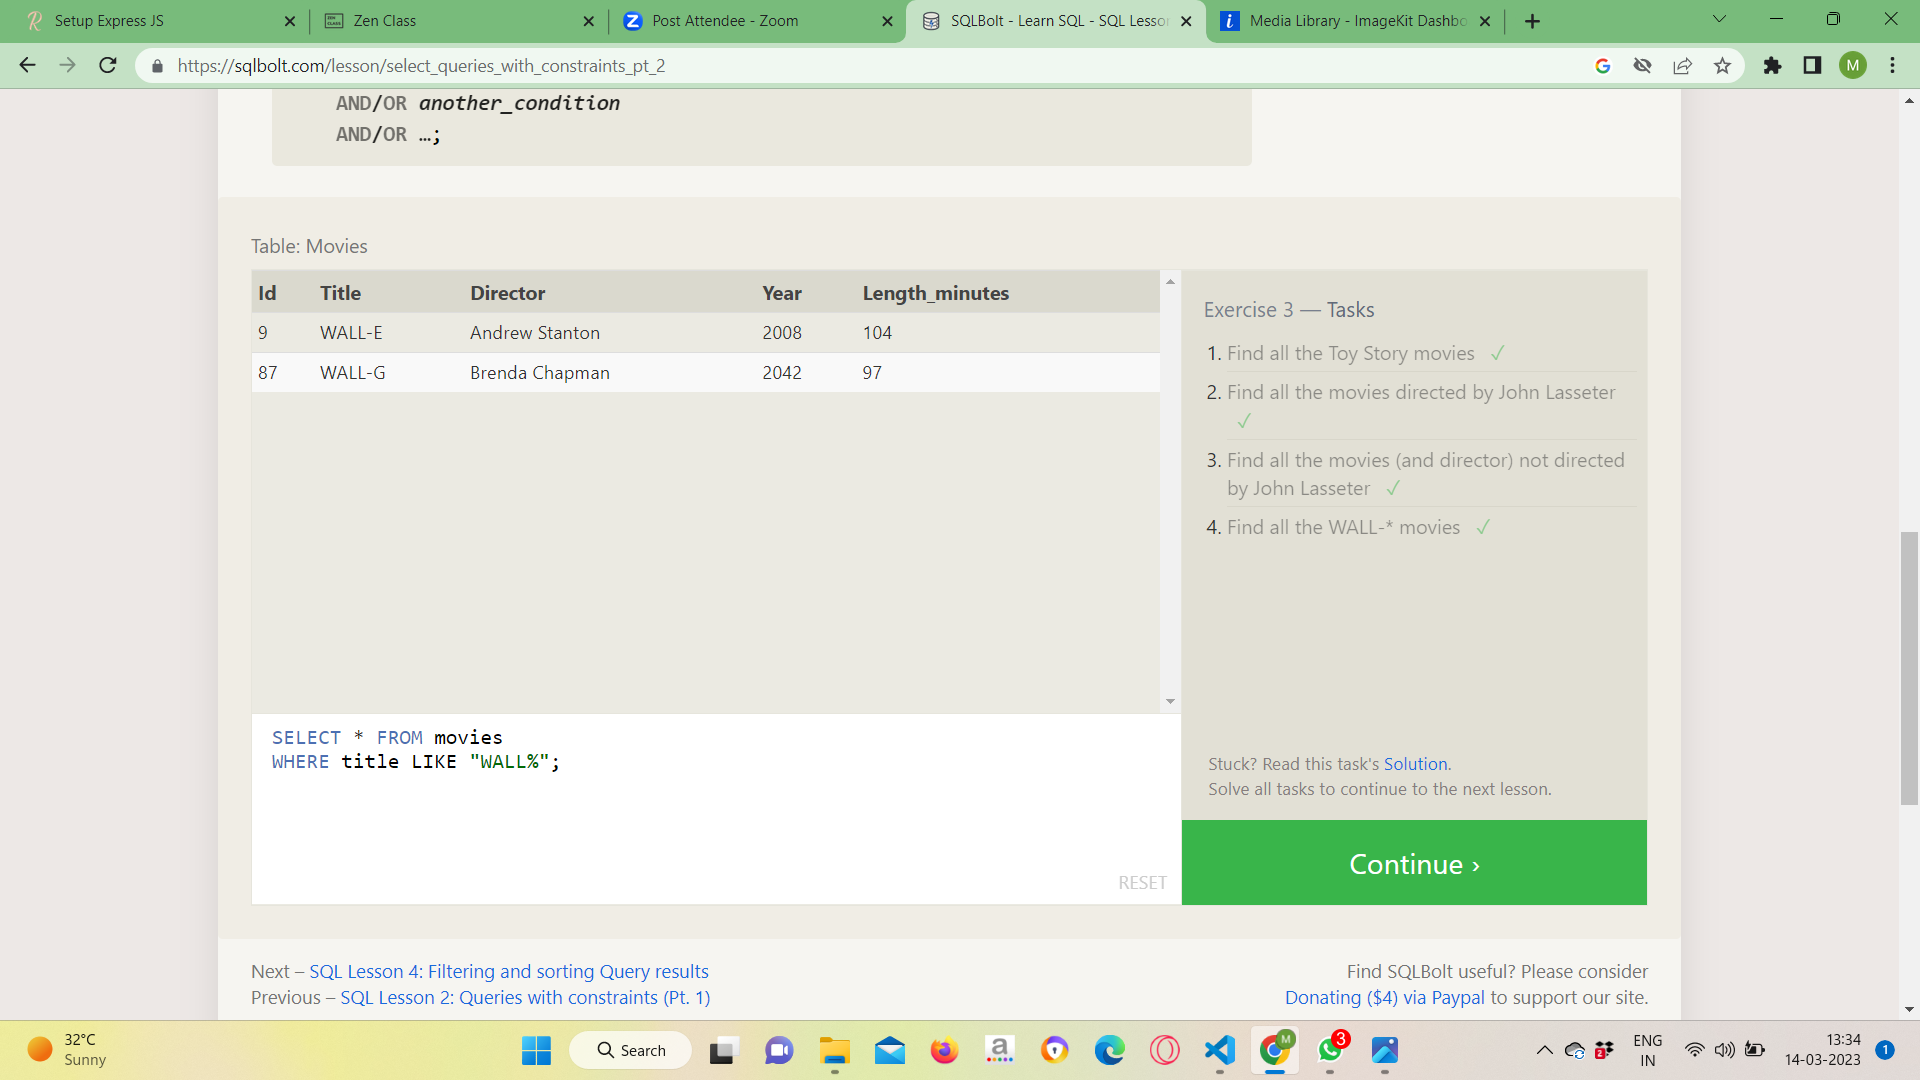 Setup Express JS
Zen Class
Post Attendee - Zoom
SQLBolt - Learn SQL - SQL Lesson
Media Library - ImageKit Dashbo
https://sqlbolt.com/lesson/select_queries_with_constraints_pt_2
M
AND/OR another_condition
AND/OR …;
Table: Movies
Id Title Director Year Length_minutes
9 WALL-E Andrew Stanton 2008 104
87 WALL-G Brenda Chapman 2042 97
Exercise 3 — Tasks
1. Find all the Toy Story movies ✓
2. Find all the movies directed by John Lasseter
✓
3. Find all the movies (and director) not directed
by John Lasseter ✓
4. Find all the WALL-* movies ✓
SELECT * FROM movies
WHERE title LIKE "WALL%";
RESET
Stuck? Read this task's Solution.
Solve all tasks to continue to the next lesson.
Continue ›
Next – SQL Lesson 4: Filtering and sorting Query results
Previous – SQL Lesson 2: Queries with constraints (Pt. 1)
Find SQLBolt useful? Please consider
Donating ($4) via Paypal to support our site.
32°C
Sunny
Search
a
M
3
2
ENG
IN
13:34
14-03-2023
1